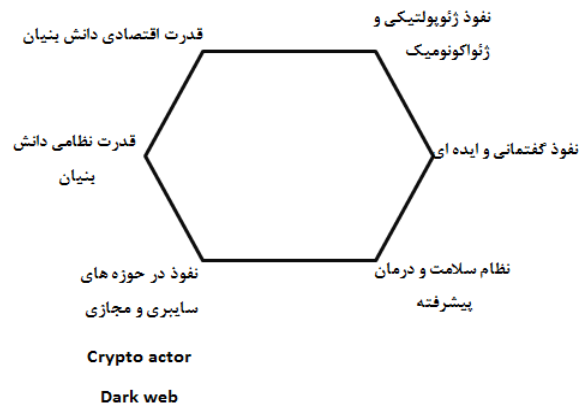 نفوذ ژئوپولتیکی و
ژئواکونومیک
قدرت اقتصادی دانش بنیان
نفوذ گفتمانی و ایده ای
قدرت نظامی دانش
بنیان
نظام سلامت و درمان
پیشرفته
نفوذ در حوزه های
سایبری و مجازی
Crypto actor
Dark web